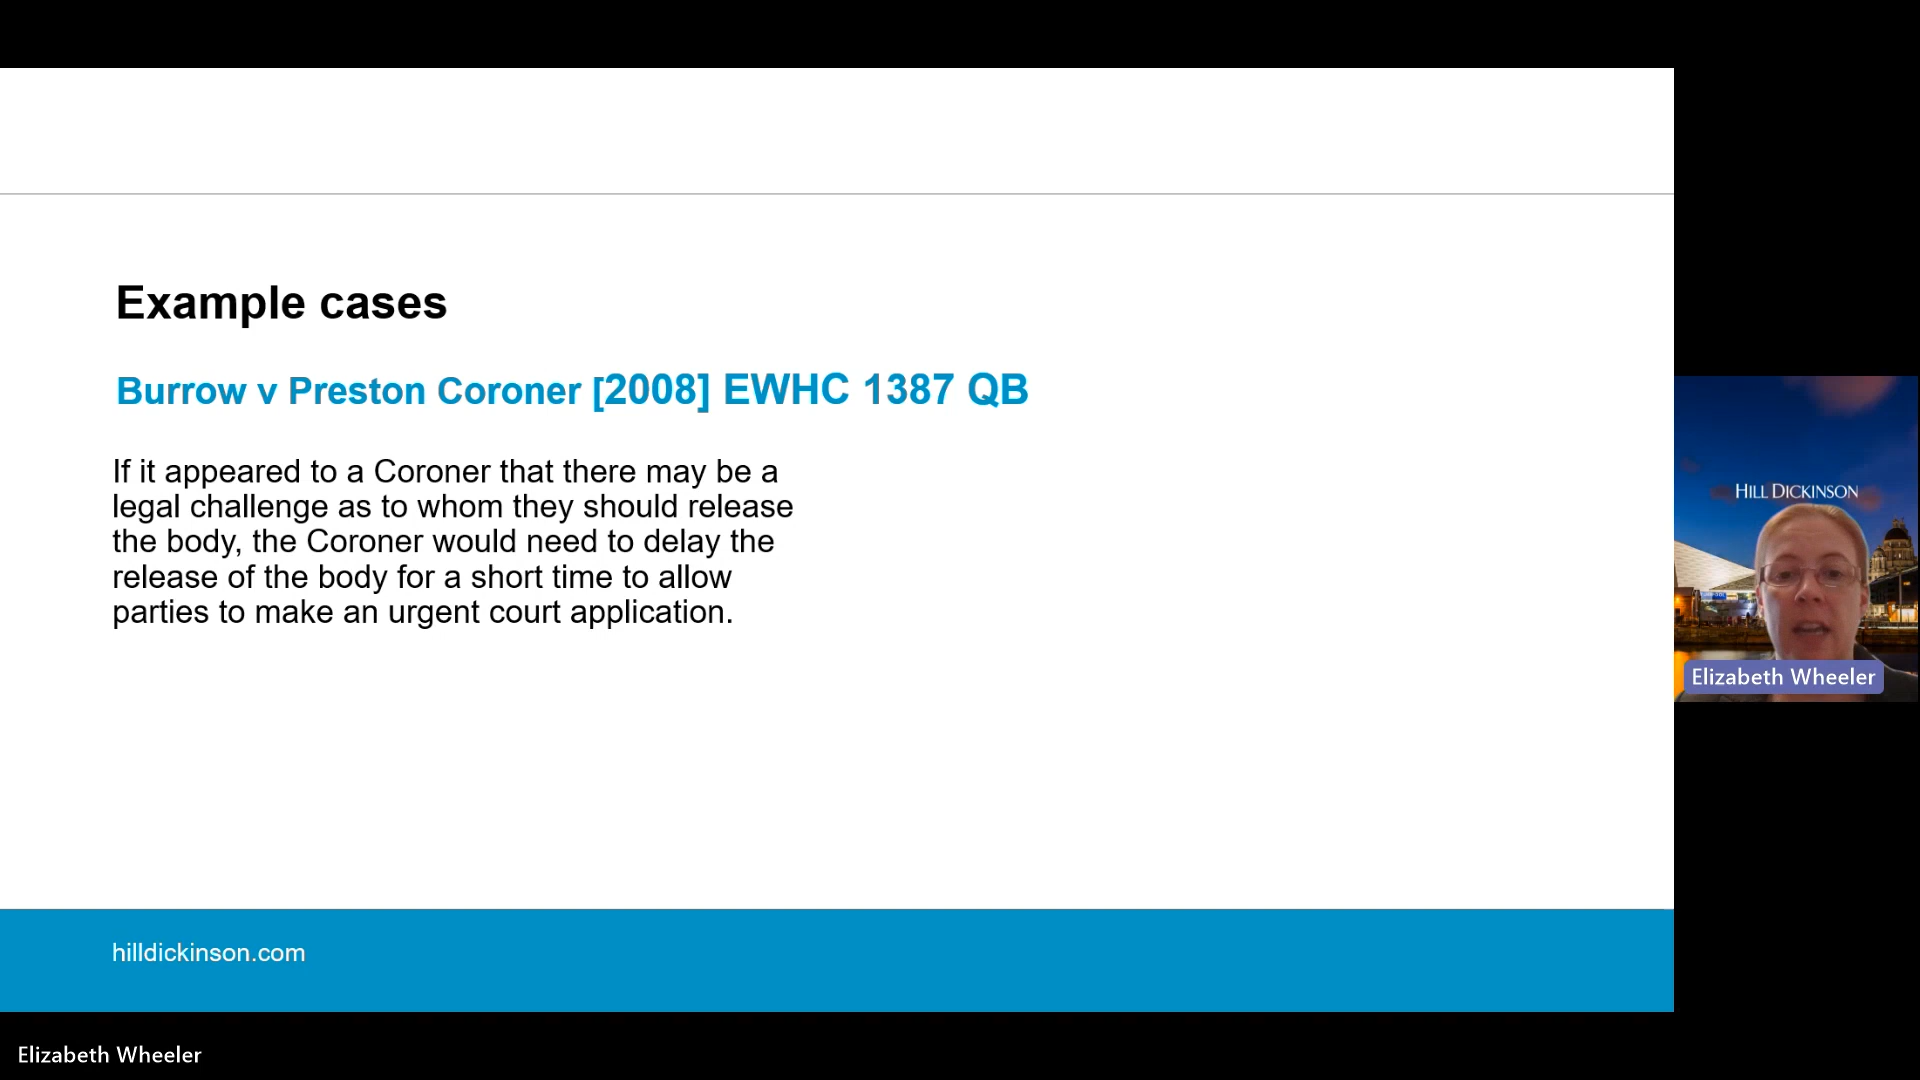 Example cases
Burrow v Preston Coroner [2008] EWHC 1387 QB
If it appeared to a Coroner that there may be a
legal challenge as to whom they should release
the body, the Coroner would need to delay the
release of the body for a short time to allow
parties to make an urgent court application.
HILL DICKINSON
Elizabeth Wheeler
hilldickinson.com
Elizabeth Wheeler